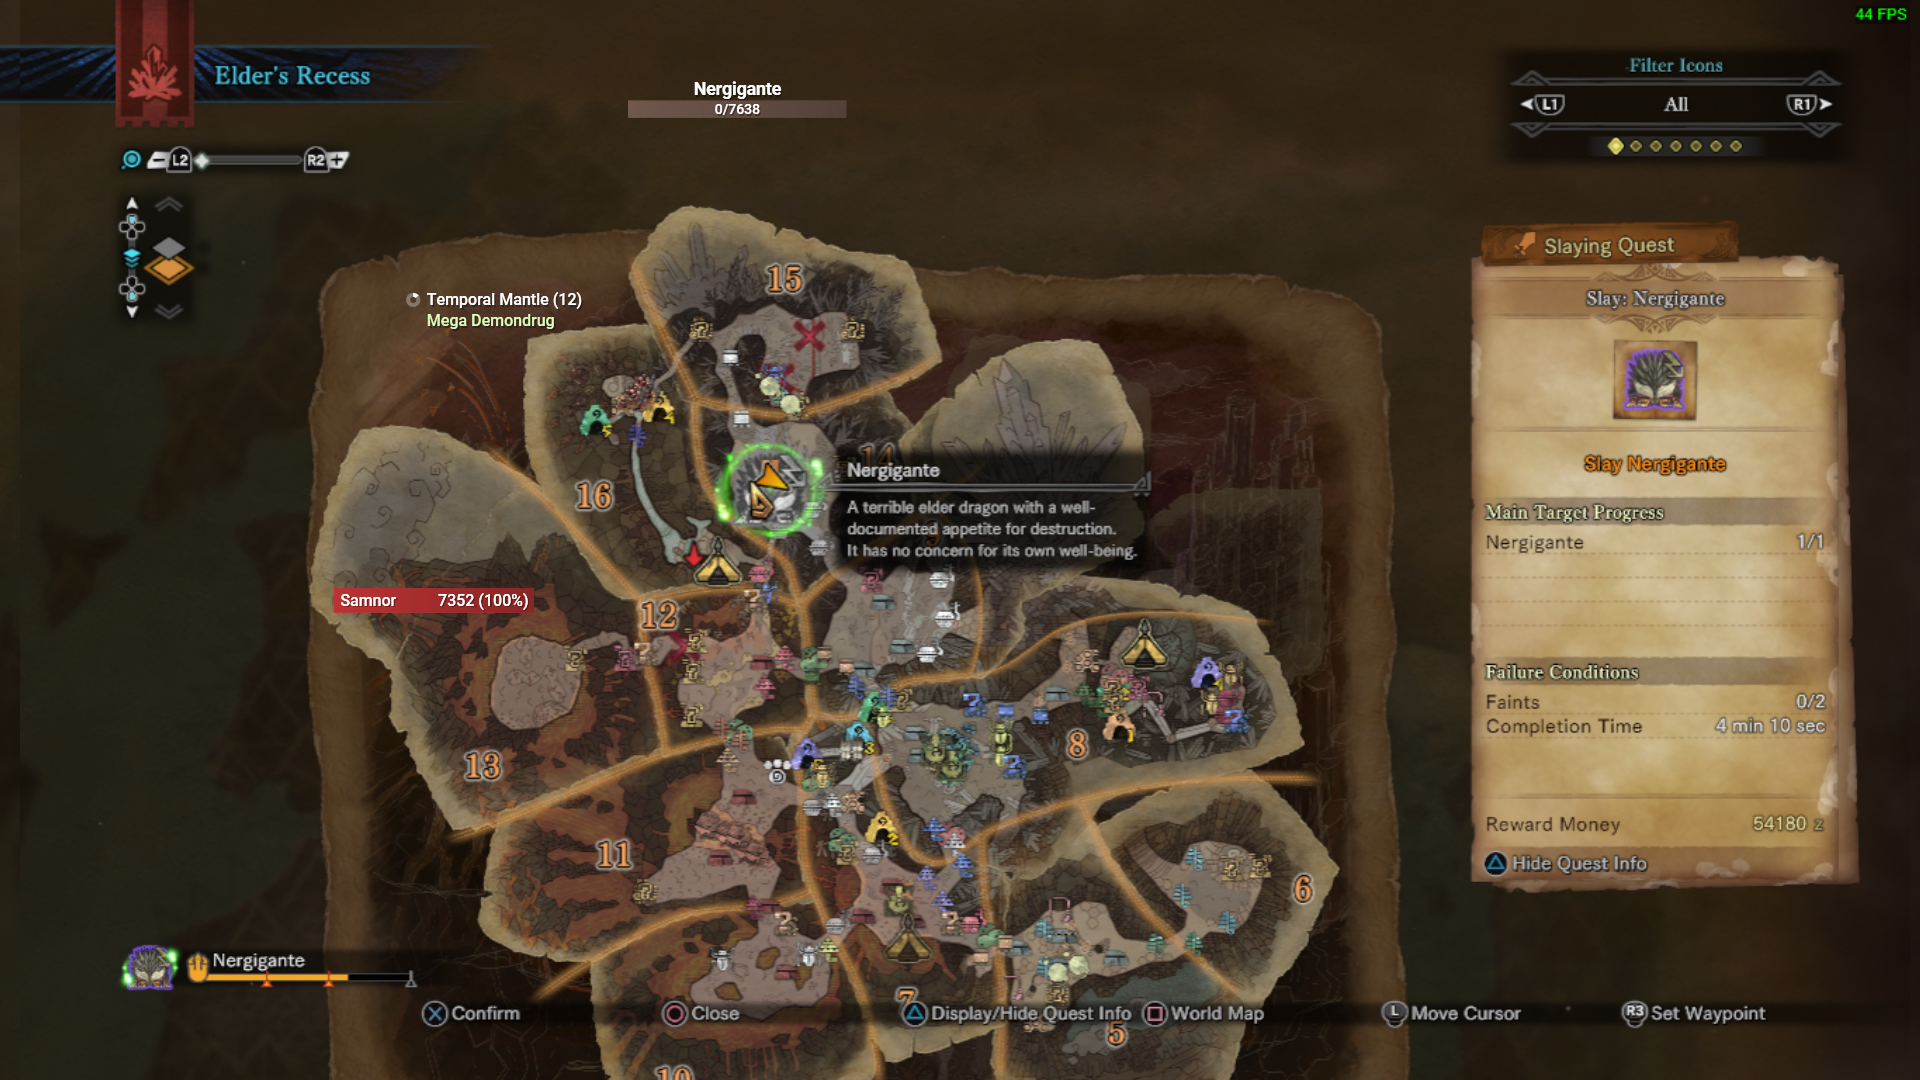 44 FPS
Elder's Recess
Nergigante
0/7638
Filter Icons
L1
All
R1
L2
R2
15
Slaying Quest
Slay: Nergigante
Temporal Mantle (12)
Mega Demondrug
14
Nergigante
A terrible elder dragon with a well-
documented appetite for destruction.
It has no concern for its own well-being.
16
Slay Nergigante
Main Target Progress
Nergigante 1/1
Samnor 7352 (100%)
12
Failure Conditions
Faints 0/2
Completion Time 4 min 10 sec
13
8
11
Reward Money 54180 z
Hide Quest Info
6
Nergigante
7
Confirm
Close
Display/Hide Quest Info
World Map
L Move Cursor
R3 Set Waypoint
5
10